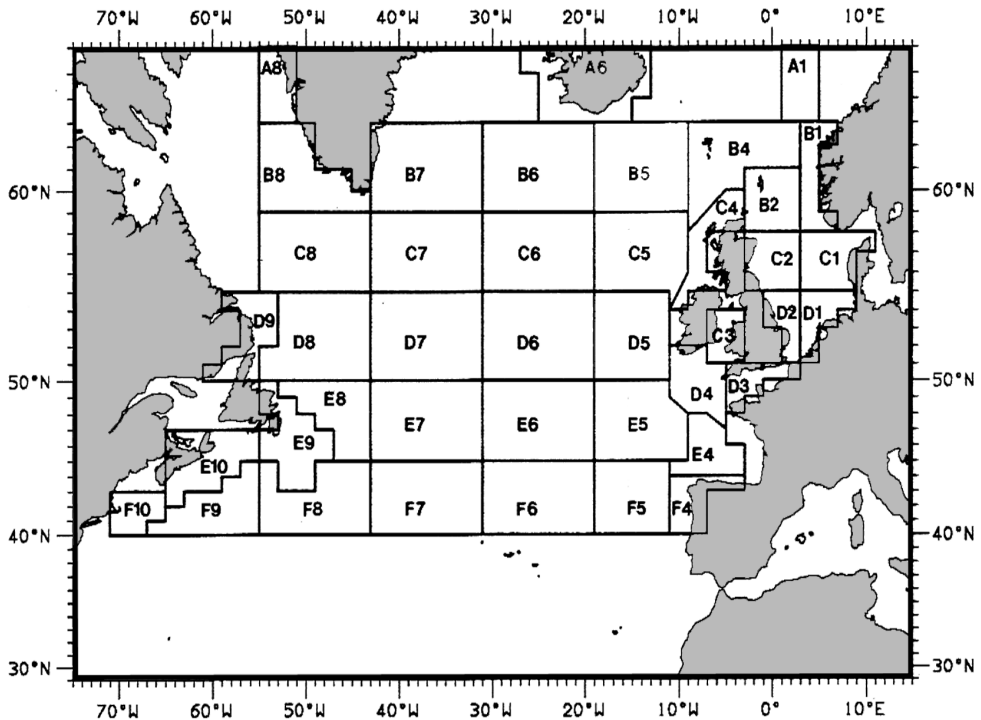 70°W 60°W 50°W 40°W 30°W 20°W 10°W 0° 10°E
A8 A6 A1
B1
B4
B8 B7 B6 B5
60°N 60°N
C4 B2
C8 C7 C6 C5 C2 C1
D9 D2 D1
D8 D7 D6 D5 C3
50°N 50°N
D4 D3
E8
E9 E7 E6 E5
E4
E10
F10 F9 F8 F7 F6 F5 F4
40°N 40°N
30°N 30°N
70°W 60°W 50°W 40°W 30°W 20°W 10°W 0° 10°E